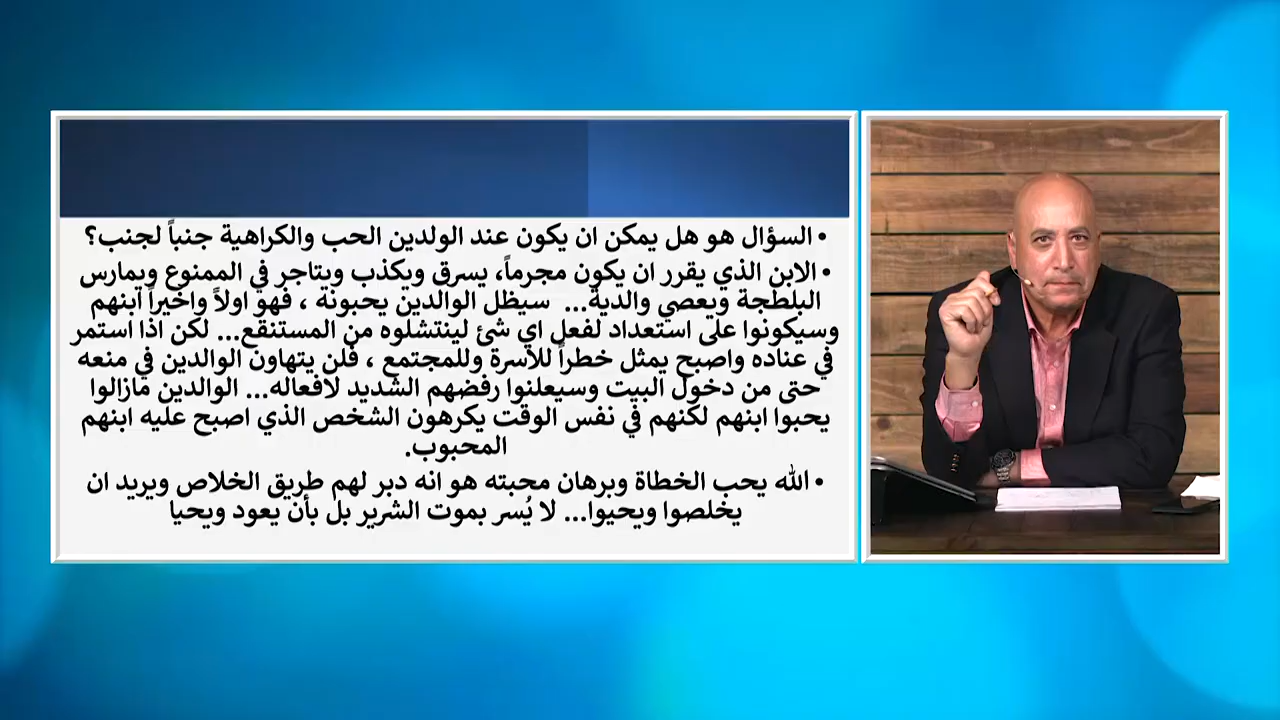 • السؤال هو هل يمكن ان يكون عند الولدين الحب والكراهية جنباً لجنب؟
• الابن الذي يقرر ان يكون مجرماً، يسرق ويكذب ويتاجر في الممنوع ويمارس
البلطجة ويعصي والدية... سيظل الوالدين يحبونه ، فهو اولاً واخيراً ابنهم
وسيكونوا على استعداد لفعل اي شئ لينتشلوه من المستنقع... لكن اذا استمر
في عناده واصبح يمثل خطراً للأسرة وللمجتمع ، فلن يتهاون الوالدين في منعه
حتى من دخول البيت وسيعلنوا رفضهم الشديد لافعاله... الوالدين مازالوا
يحبوا ابنهم لكنهم في نفس الوقت يكرهون الشخص الذي اصبح عليه ابنهم
المحبوب.
• الله يحب الخطاة وبرهان محبته هو انه دبر لهم طريق الخلاص ويريد ان
يخلصوا ويحيوا... لا يُسر بموت الشرير بل بأن يعود ويحيا